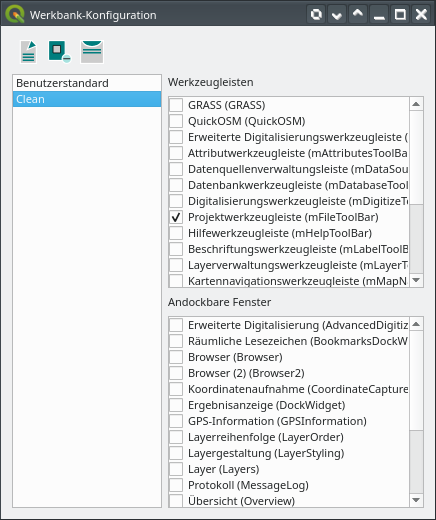 Werkbank-Konfiguration
Benutzerstandard
Clean
Werkzeugleisten
GRASS (GRASS)
QuickOSM (QuickOSM)
Erweiterte Digitalisierungswerkzeugleiste (
Attributwerkzeugleiste (mAttributesToolBa
Datenquellenverwaltungsleiste (mDataSou
Datenbankwerkzeugleiste (mDatabaseTool
Digitalisierungswerkzeugleiste (mDigitizeTo
Projektwerkzeugleiste (mFileToolBar)
Hilfewerkzeugleiste (mHelpToolBar)
Beschriftungswerkzeugleiste (mLabelToolB
Layerverwaltungswerkzeugleiste (mLayerTo
Kartennavigationswerkzeugleiste (mMapN
Andockbare Fenster
Erweiterte Digitalisierung (AdvancedDigitiz
Räumliche Lesezeichen (BookmarksDockW
Browser (Browser)
Browser (2) (Browser2)
Koordinatenaufnahme (CoordinateCapture
Ergebnisanzeige (DockWidget)
GPS-Information (GPSInformation)
Layerreihenfolge (LayerOrder)
Layergestaltung (LayerStyling)
Layer (Layers)
Protokoll (MessageLog)
Übersicht (Overview)